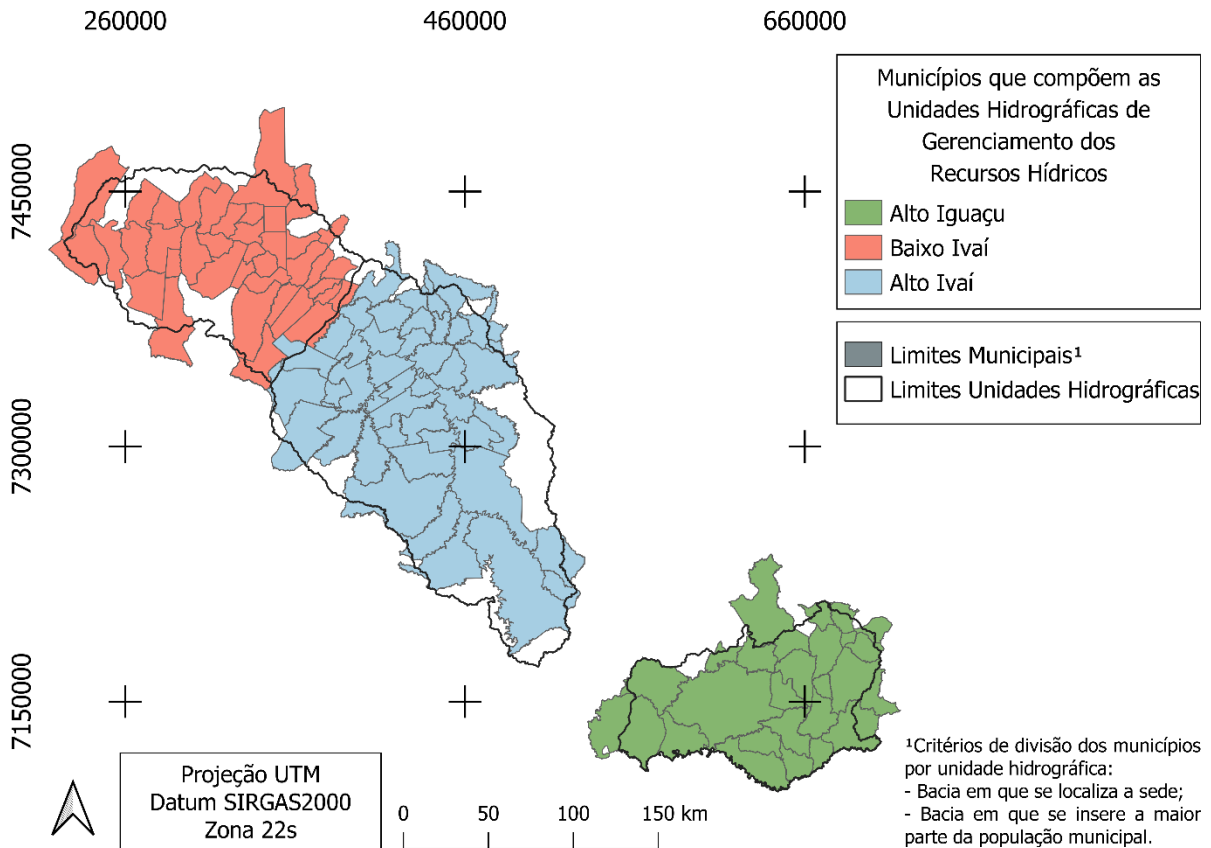 260000
460000
660000
7450000
7300000
7150000
Municípios que compõem as
Unidades Hidrográficas de
Gerenciamento dos
Recursos Hídricos
Alto Iguaçu
Baixo Ivaí
Alto Ivaí
Limites Municipais¹
Limites Unidades Hidrográficas
Projeção UTM
Datum SIRGAS2000
Zona 22s
0 50 100 150 km
¹Critérios de divisão dos municípios
por unidade hidrográfica:
- Bacia em que se localiza a sede;
- Bacia em que se insere a maior
parte da população municipal.